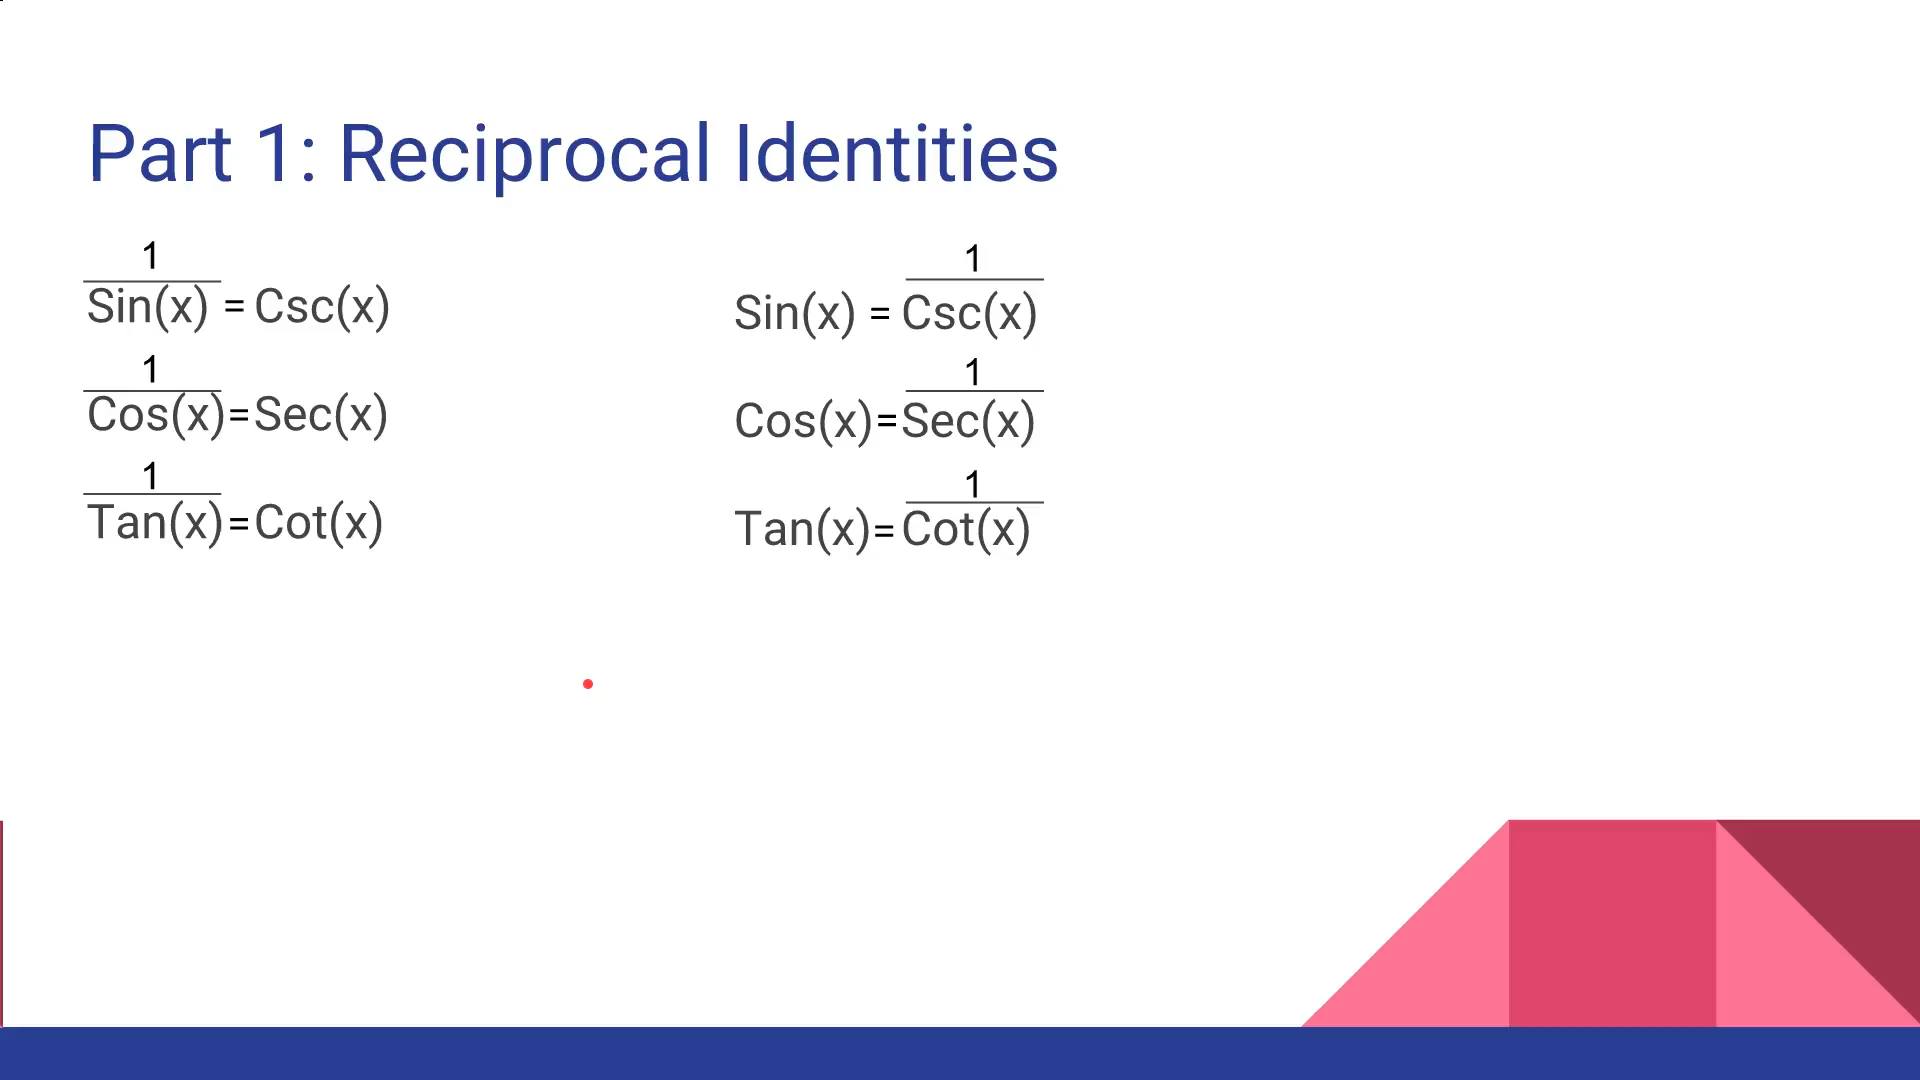 Part 1: Reciprocal Identities
1
Sin(x) = Csc(x)
1
Cos(x)=Sec(x)
1
Tan(x)=Cot(x)
1
Sin(x) = Csc(x)
1
Cos(x)=Sec(x)
1
Tan(x)=Cot(x)